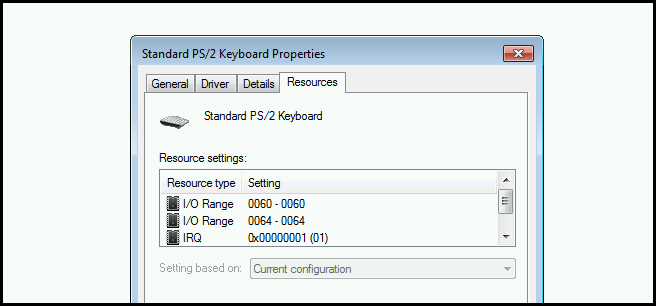 Standard PS/2 Keyboard Properties
General Driver Details Resources
Standard PS/2 Keyboard
Resource settings:
Resource type Setting
I/O Range 0060 - 0060
I/O Range 0064 - 0064
IRQ 0x00000001 (01)
Setting based on: Current configuration